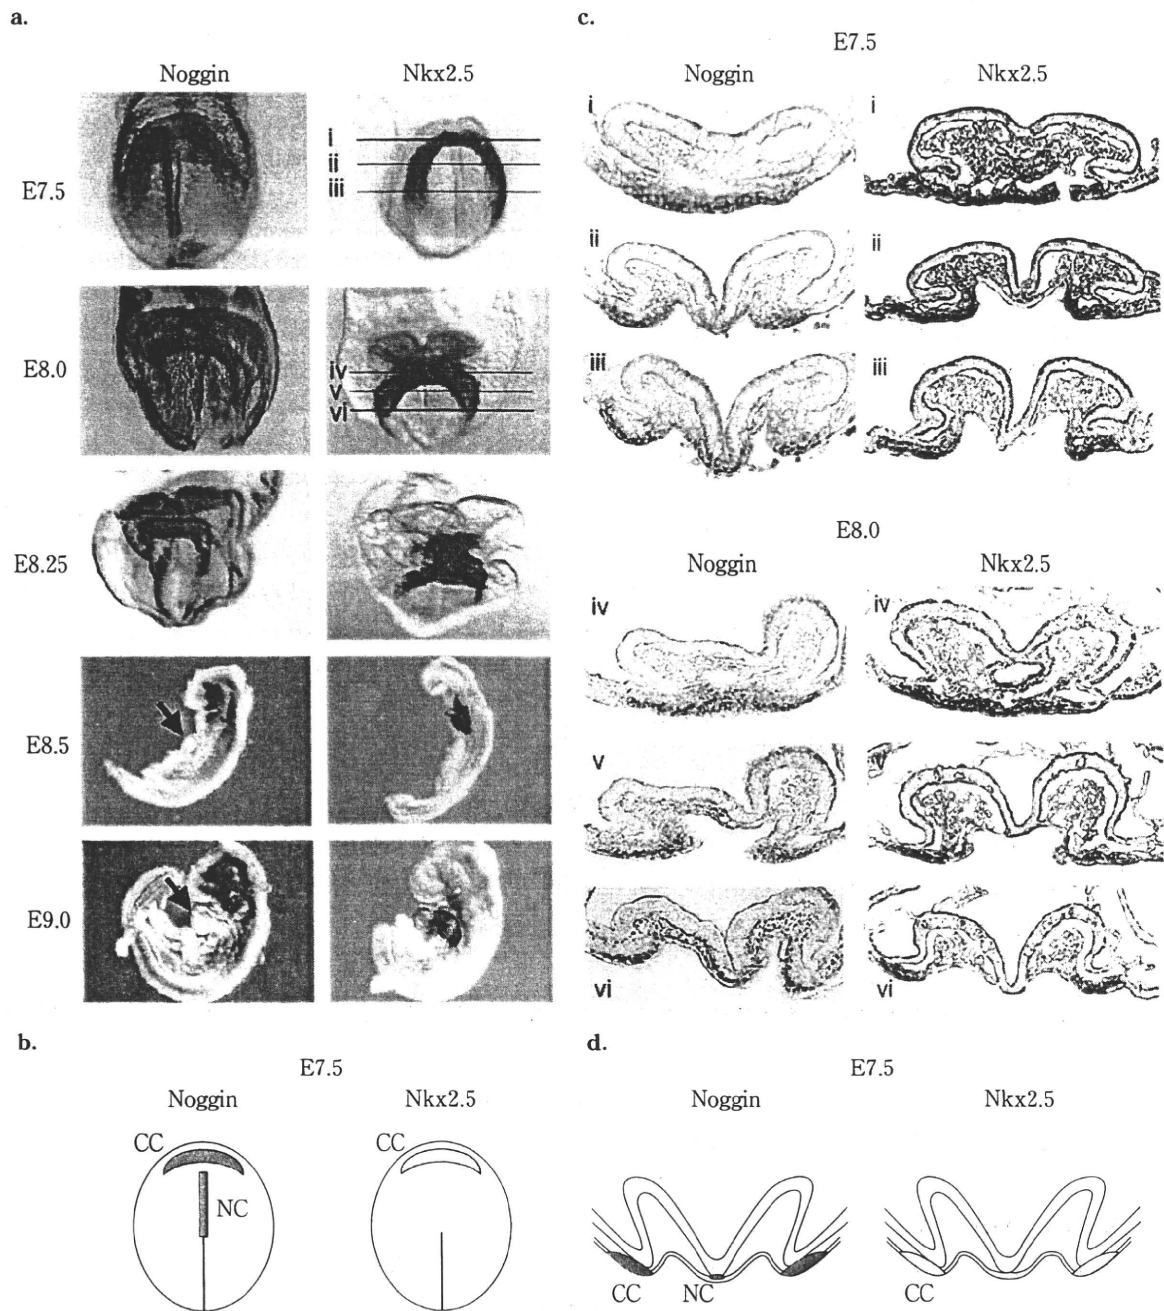 a.
Noggin
Nkx2.5
E7.5
i
ii
iii
E8.0
iv
v
vi
E8.25
E8.5
E9.0
b.
E7.5
Noggin
Nkx2.5
CC
NC
CC
c.
E7.5
Noggin
Nkx2.5
i
i
ii
ii
iii
iii
E8.0
Noggin
Nkx2.5
iv
iv
v
v
vi
vi
d.
E7.5
Noggin
Nkx2.5
CC
NC
CC